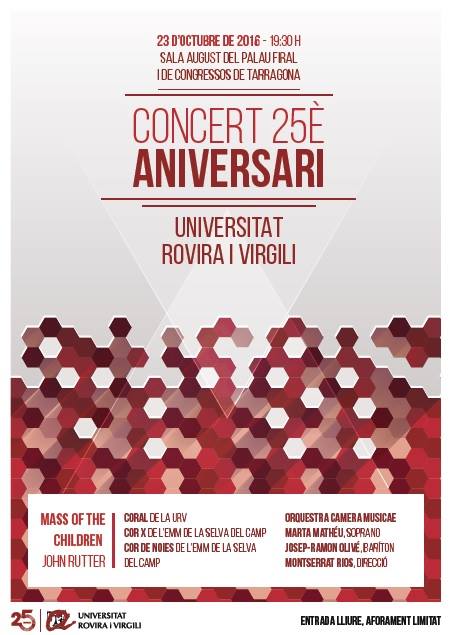 23 D'OCTUBRE DE 2016 - 19:30 H
SALA AUGUST DEL PALAU FIRAL
I DE CONGRESSOS DE TARRAGONA
CONCERT 25È
ANIVERSARI
UNIVERSITAT
ROVIRA I VIRGILI
MASS OF THE
CHILDREN
JOHN RUTTER
CORAL DE LA URV
COR X DE L'EMM DE LA SELVA DEL CAMP
COR DE NOIES DE L'EMM DE LA SELVA
DEL CAMP
ORQUESTRA CAMERA MUSICAE
MARTA MATHÉU, SOPRANO
JOSEP-RAMON OLIVÉ, BARÍTON
MONTSERRAT RIOS, DIRECCIÓ
25
UNIVERSITAT
ROVIRA I VIRGILI
ENTRADA LLIURE, AFORAMENT LIMITAT